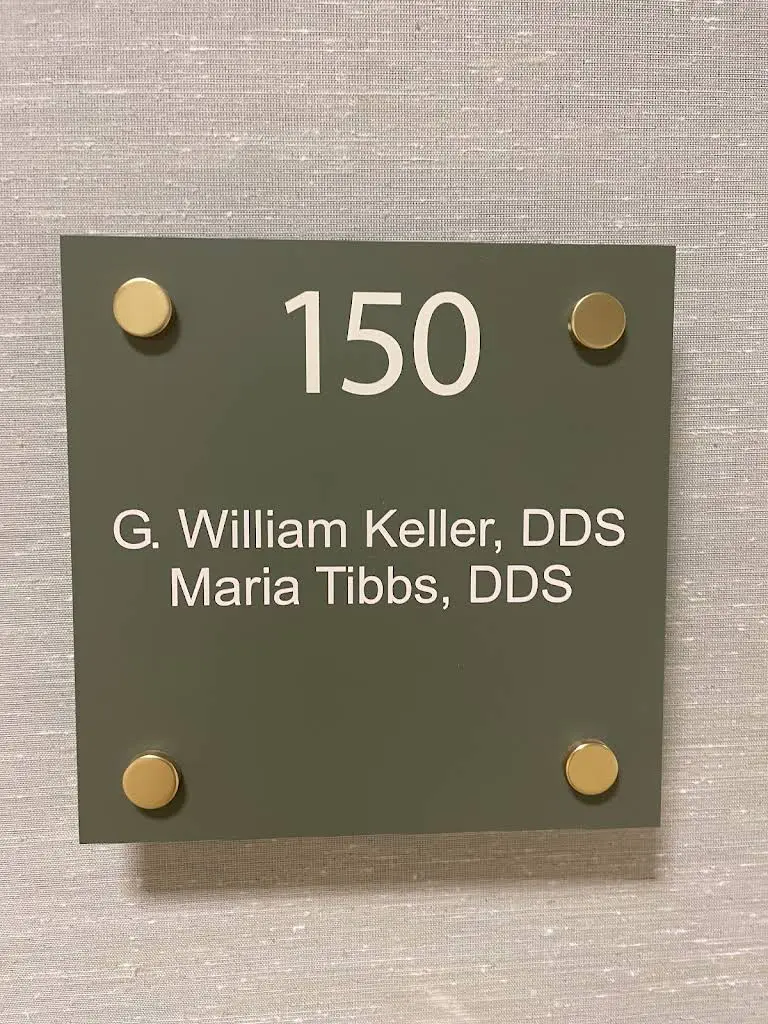 150
G. William Keller, DDS
Maria Tibbs, DDS